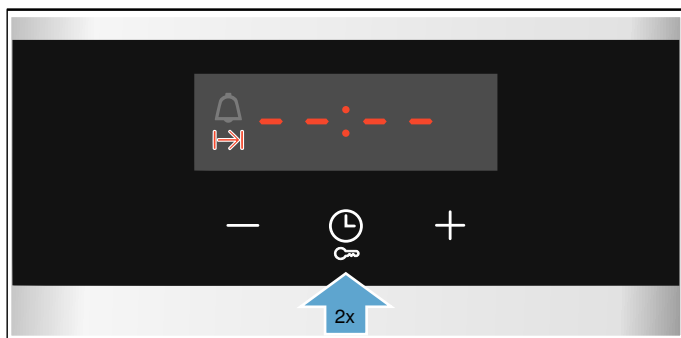 – –:– –
2x